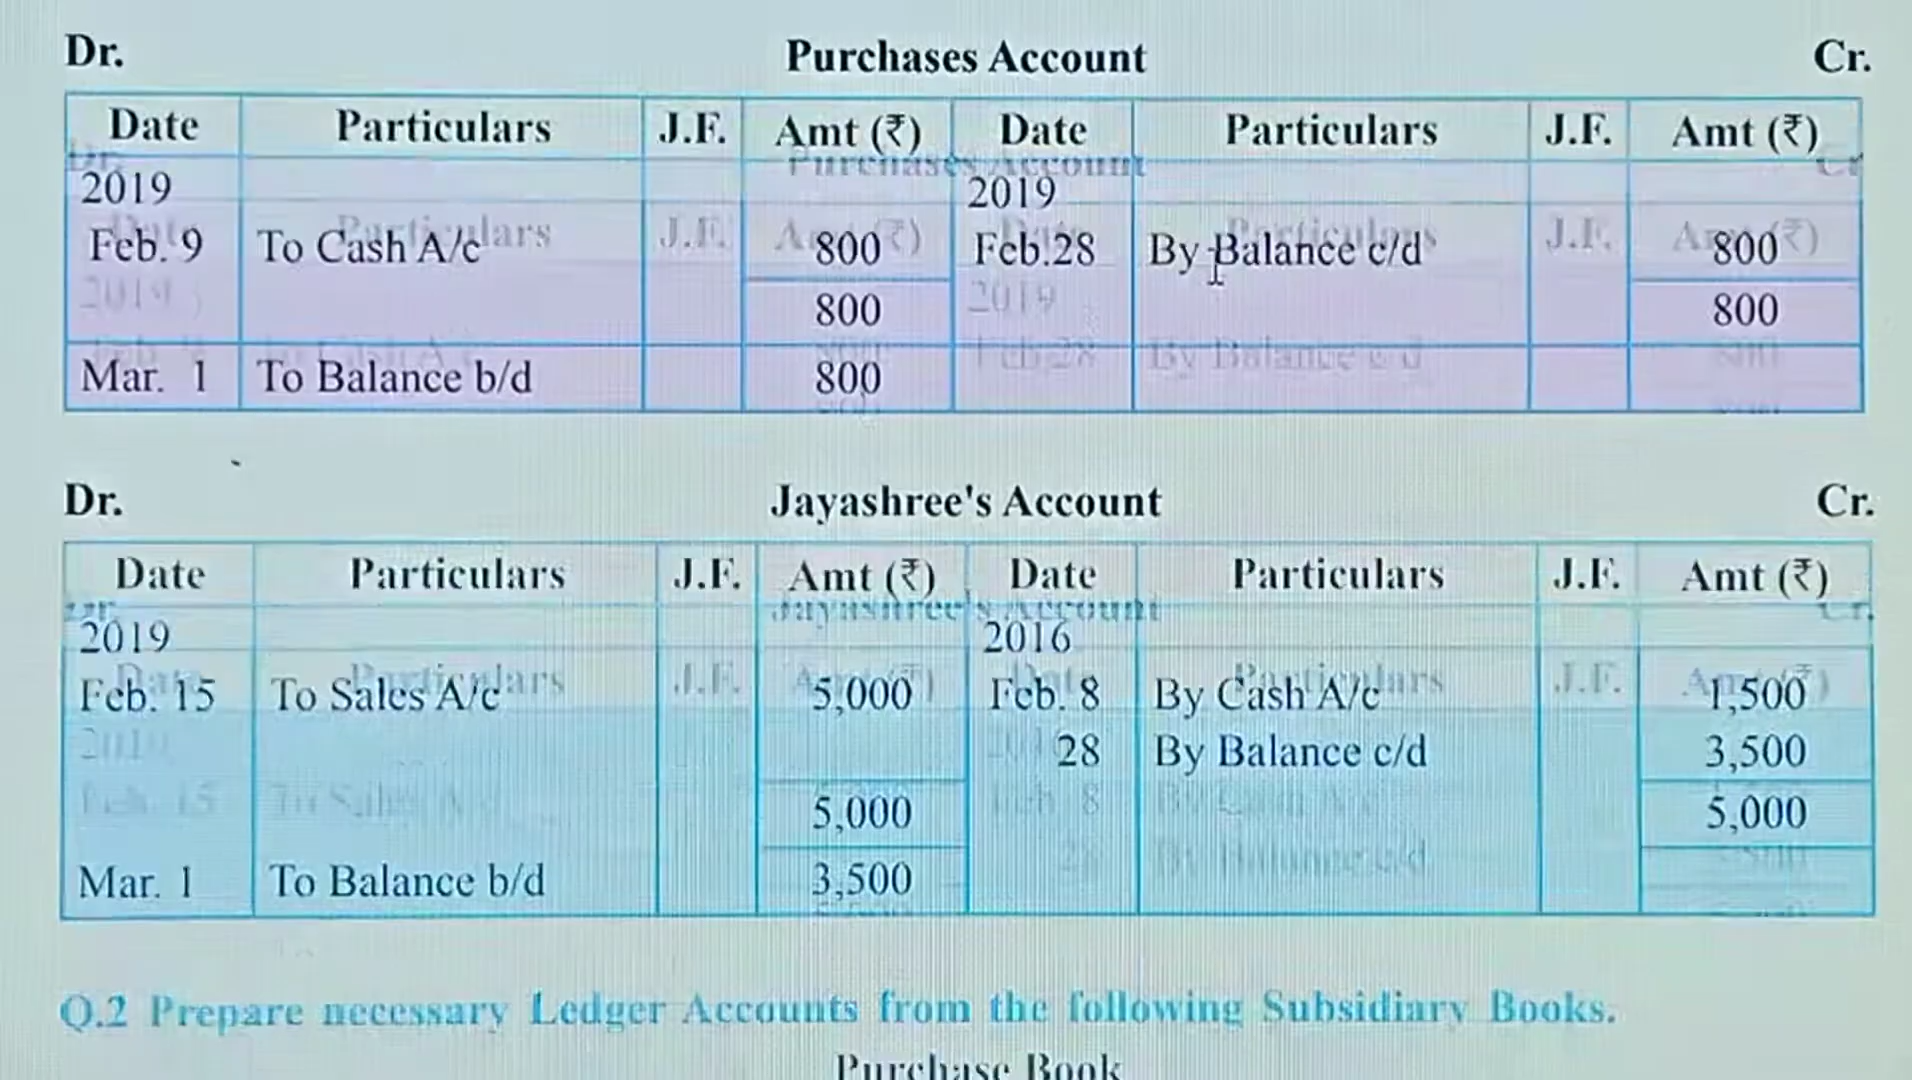 Dr. Purchases Account Cr.
Date Particulars J.F. Amt (₹) Date Particulars J.F. Amt (₹)
2019 2019
Feb. 9 To Cash A/c 800 Feb.28 By Balance c/d 800
800 800
Mar. 1 To Balance b/d 800
Dr. Jayashree's Account Cr.
Date Particulars J.F. Amt (₹) Date Particulars J.F. Amt (₹)
2019 2016
Feb. 15 To Sales A/c 5,000 Feb. 8 By Cash A/c 1,500
28 By Balance c/d 3,500
5,000 5,000
Mar. 1 To Balance b/d 3,500
Q.2 Prepare necessary Ledger Accounts from the following Subsidiary Books.
Purchase Book